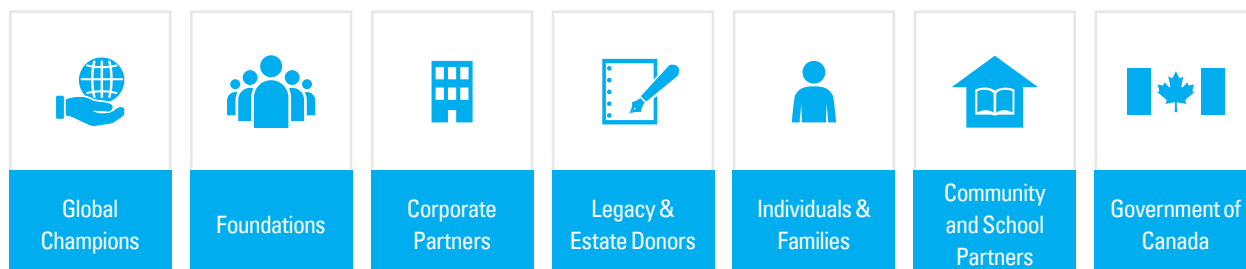 Global
Champions
Foundations
Corporate
Partners
Legacy &
Estate Donors
Individuals &
Families
Community
and School
Partners
Government of
Canada